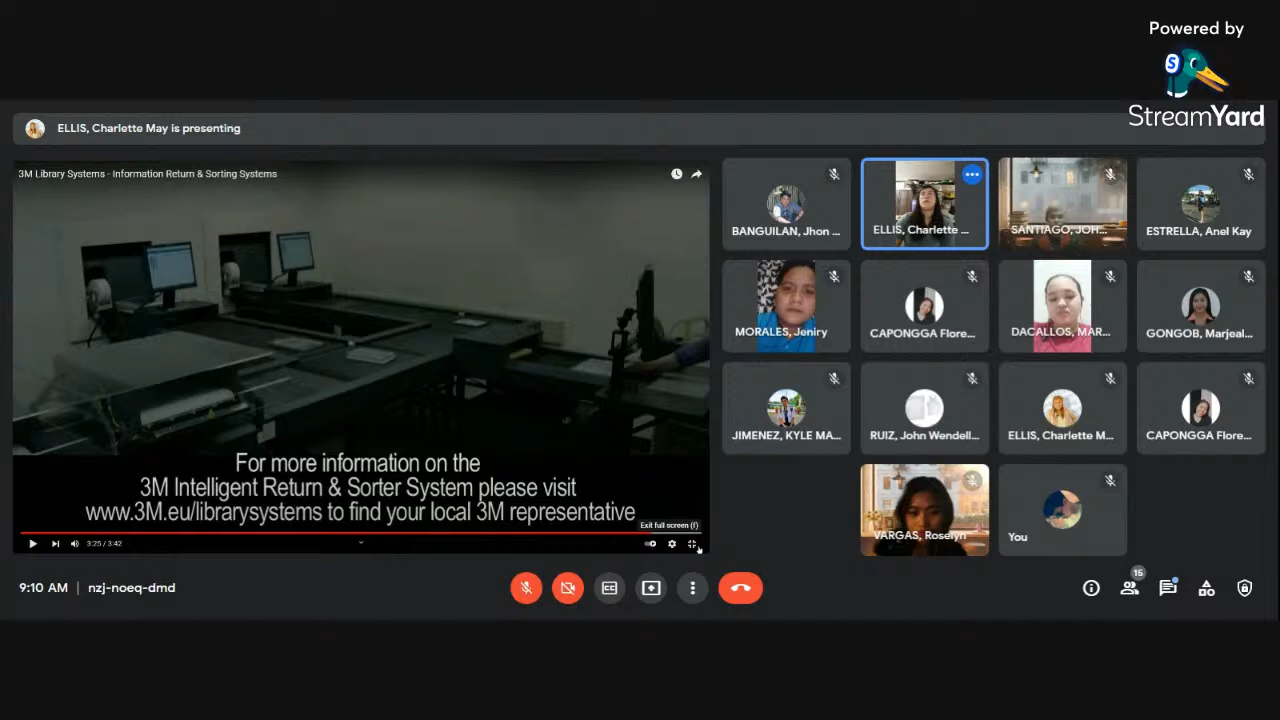 Powered by
StreamYard
ELLIS, Charlette May is presenting
3M Library Systems - Information Return & Sorting Systems
For more information on the
3M Intelligent Return & Sorter System please visit
www.3M.eu/librarysystems to find your local 3M representative
Exit full screen (f)
3:25 / 3:42
BANGUILAN, Jhon ...
ELLIS, Charlette ...
SANTIAGO, JOH...
ESTRELLA, Anel Kay
MORALES, Jeniry
CAPONGGA Flore...
DACALLOS, MAR...
GONGOB, Marjeal...
JIMENEZ, KYLE MA...
RUIZ, John Wendell...
ELLIS, Charlette M...
CAPONGGA Flore...
VARGAS, Roselyn
You
9:10 AM | nzj-noeq-dmd
15